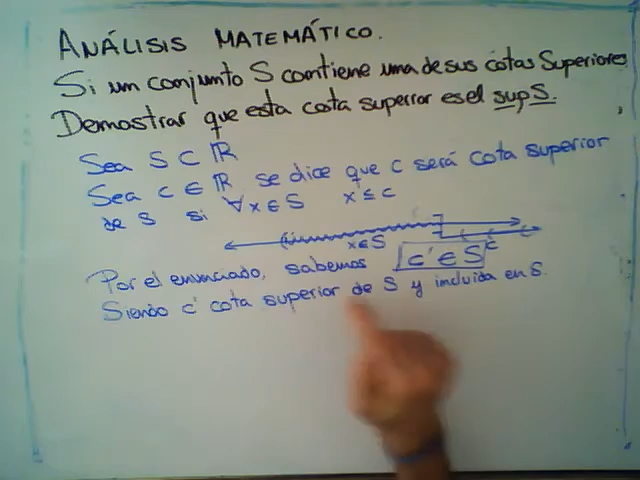 ANÁLISIS MATEMÁTICO.
Si un conjunto S contiene una de sus cotas Superiores
Demostrar que esta cota superior es el sup S.
Sea S ⊂ ℝ
Sea c ∈ ℝ se dice que c será cota superior
de S si ∀x ∈ S x ≤ c
x ∈ S c
Por el enunciado, sabemos c' ∈ S
Siendo c' cota superior de S y incluida en S.